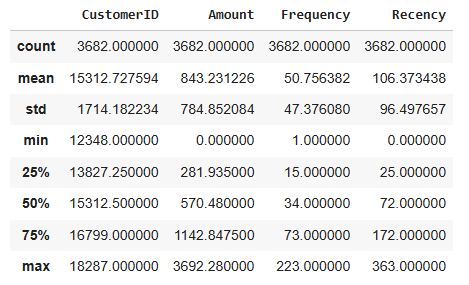 CustomerID Amount Frequency Recency
count 3682.000000 3682.000000 3682.000000 3682.000000
mean 15312.727594 843.231226 50.756382 106.373438
std 1714.182234 784.852084 47.376080 96.497657
min 12348.000000 0.000000 1.000000 0.000000
25% 13827.250000 281.935000 15.000000 25.000000
50% 15312.500000 570.480000 34.000000 72.000000
75% 16799.000000 1142.847500 73.000000 172.000000
max 18287.000000 3692.280000 223.000000 363.000000